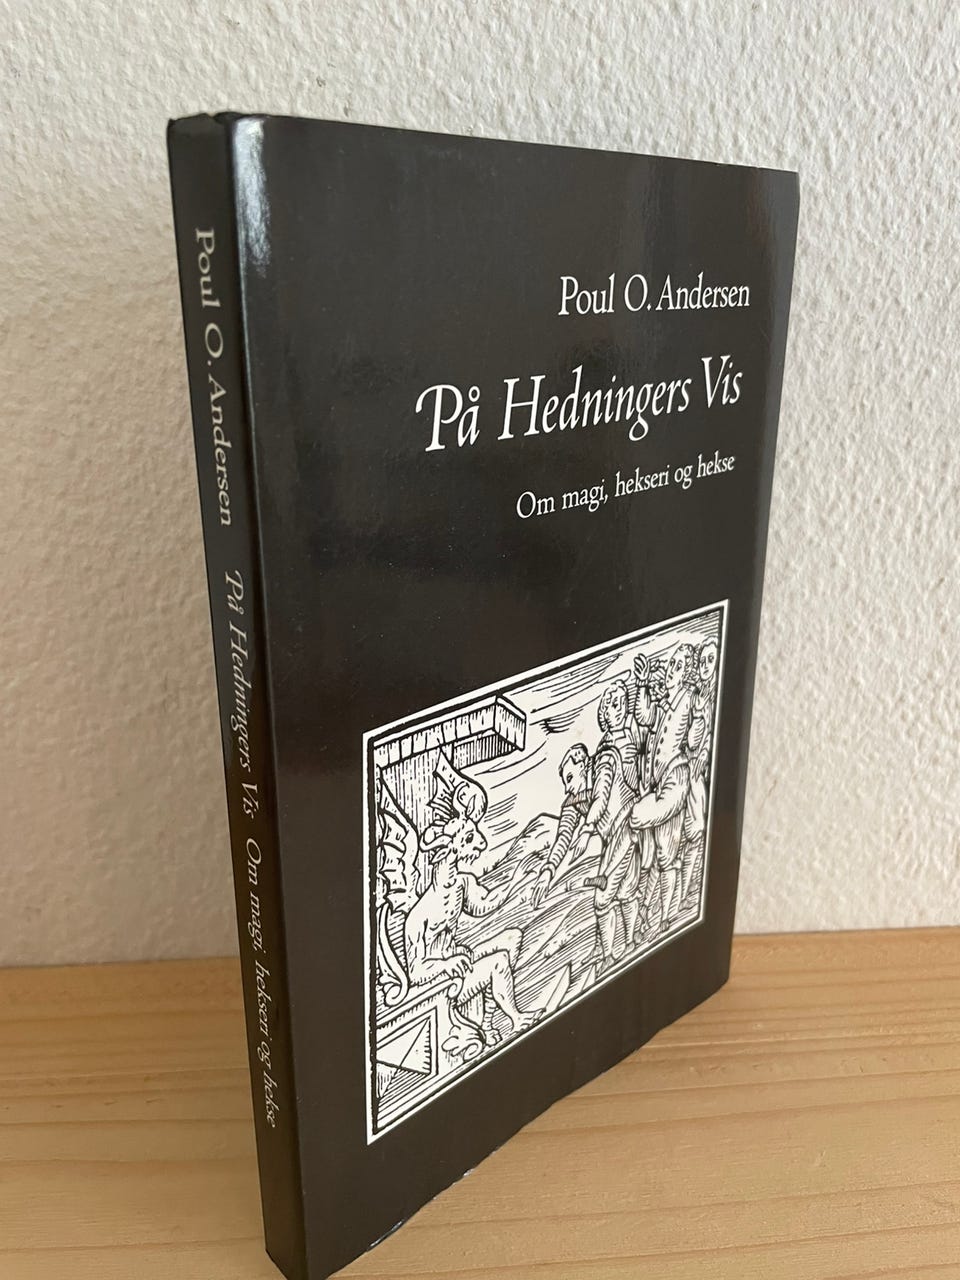 Poul O. Andersen
På Hedningers Vis
Om magi, hekseri og hekse
Poul O. Andersen På Hedningers Vis Om magi, hekseri og hekse